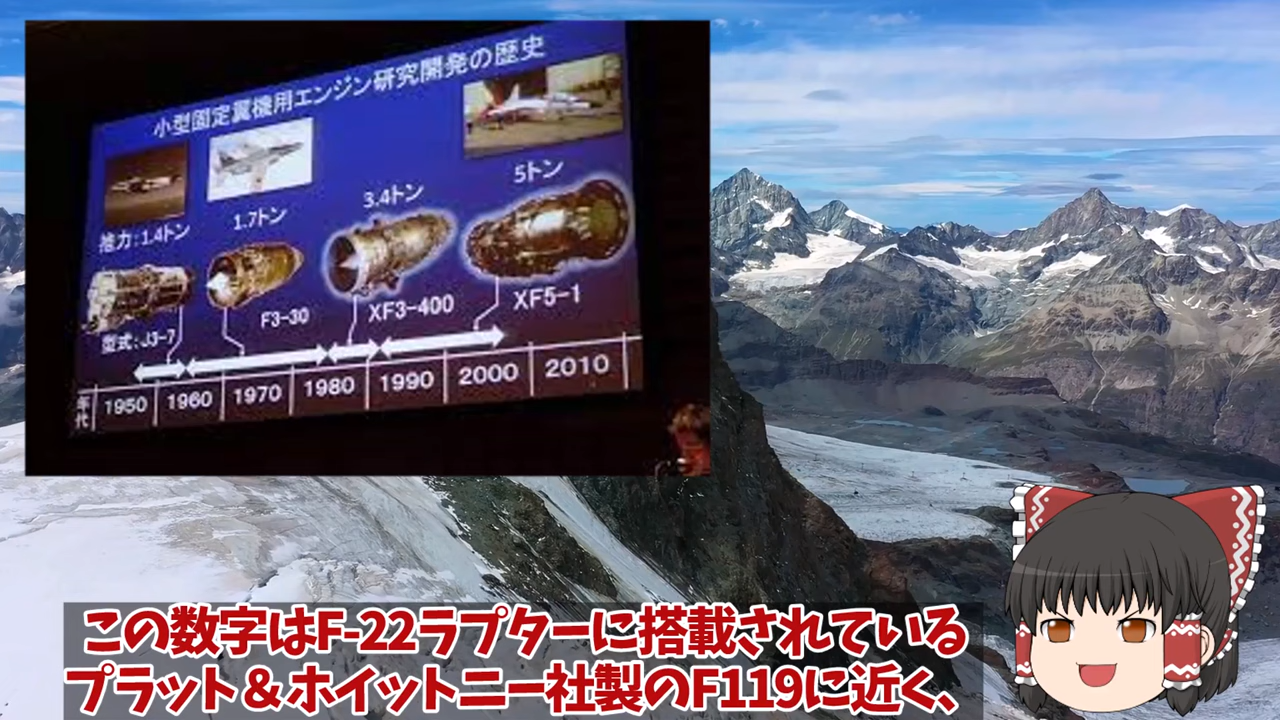 小型固定翼機用エンジン研究開発の歴史
5トン
3.4トン
1.7トン
推力:1.4トン
XF5-1
XF3-400
F3-30
型式:J3-7
年代 1950 1960 1970 1980 1990 2000 2010
この数字はF-22ラプターに搭載されている
プラット&ホイットニー社製のF119に近く、